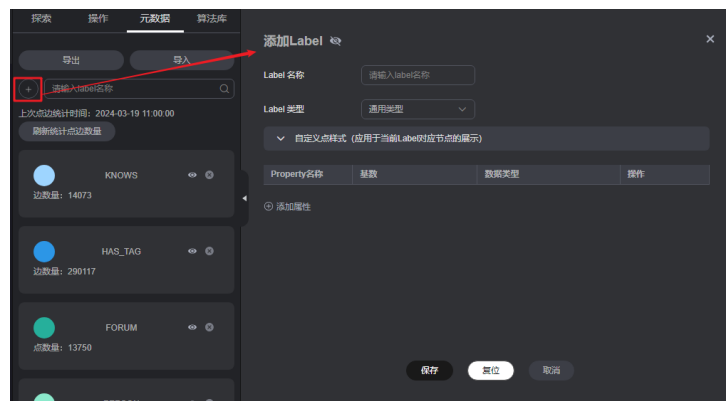 探索 操作 元数据 算法库
导出 导入
请输入label名称
上次点边统计时间：2024-03-19 11:00:00
刷新统计点边数量
KNOWS
边数量：14073
HAS_TAG
边数量：290117
FORUM
点数量：13750
添加Label
Label 名称 请输入label名称
Label 类型 通用类型
自定义点样式 (应用于当前Label对应节点的展示)
Property名称 基数 数据类型 操作
添加属性
保存 复位 取消